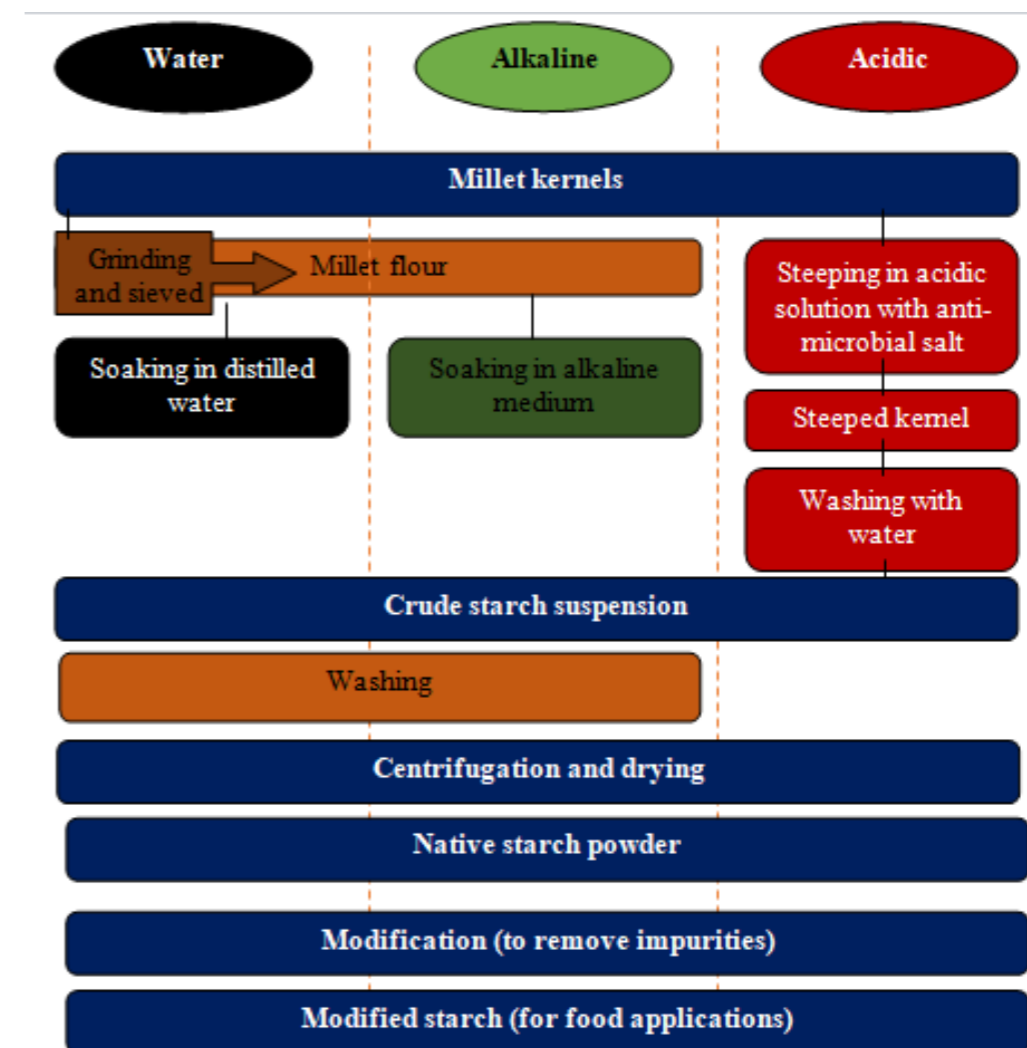 Water
Alkaline
Acidic
Millet kernels
Grinding
and sieved
Millet flour
Steeping in acidic
solution with anti-
microbial salt
Soaking in distilled
water
Soaking in alkaline
medium
Steeped kernel
Washing with
water
Crude starch suspension
Washing
Centrifugation and drying
Native starch powder
Modification (to remove impurities)
Modified starch (for food applications)